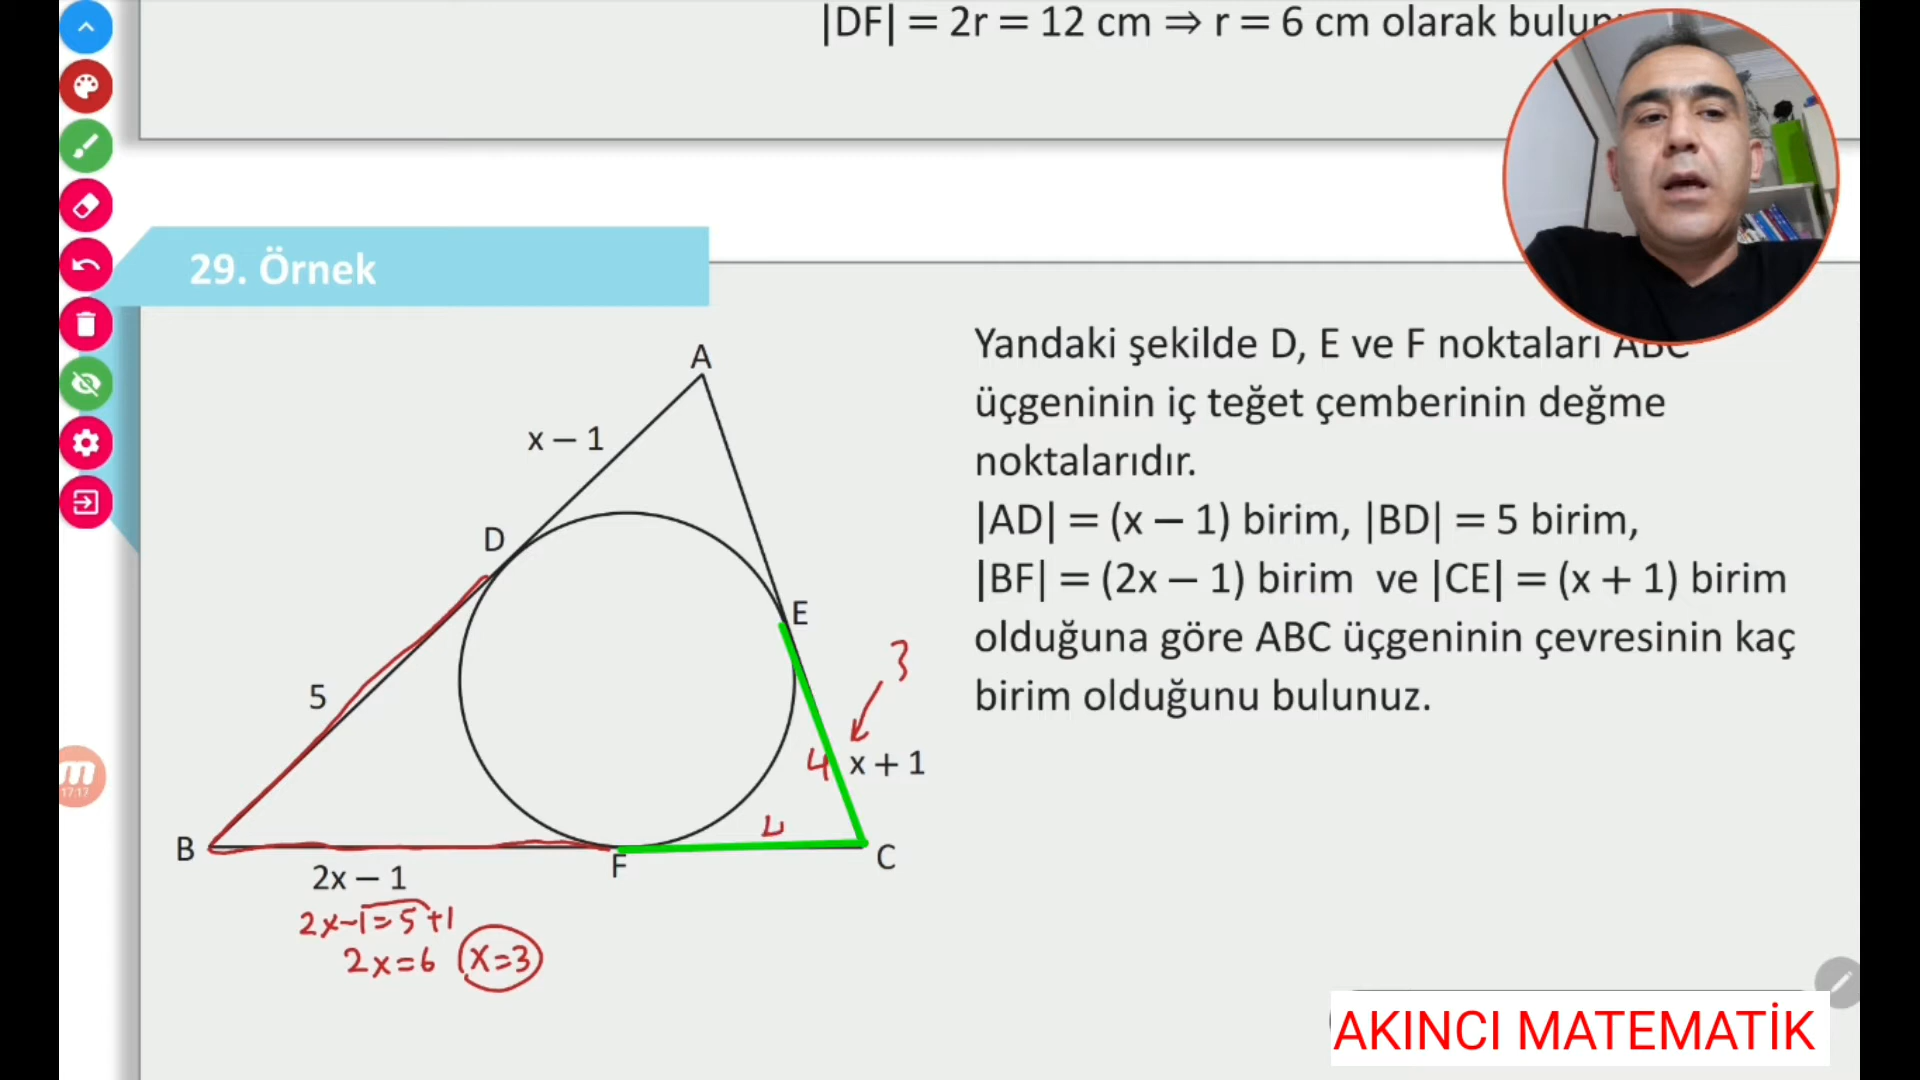 |DF| = 2r = 12 cm ⇒ r = 6 cm olarak
29. Örnek
A
x – 1
D
E
3
5
4
x + 1
4
B
F
C
2x – 1
2x-1=5+1
2x=6 x=3
Yandaki şekilde D, E ve F noktaları ABC
üçgeninin iç teğet çemberinin değme
noktalarıdır.
|AD| = (x – 1) birim, |BD| = 5 birim,
|BF| = (2x – 1) birim ve |CE| = (x + 1) birim
olduğuna göre ABC üçgeninin çevresinin kaç
birim olduğunu bulunuz.
m
17:17
AKINCI MATEMATİK